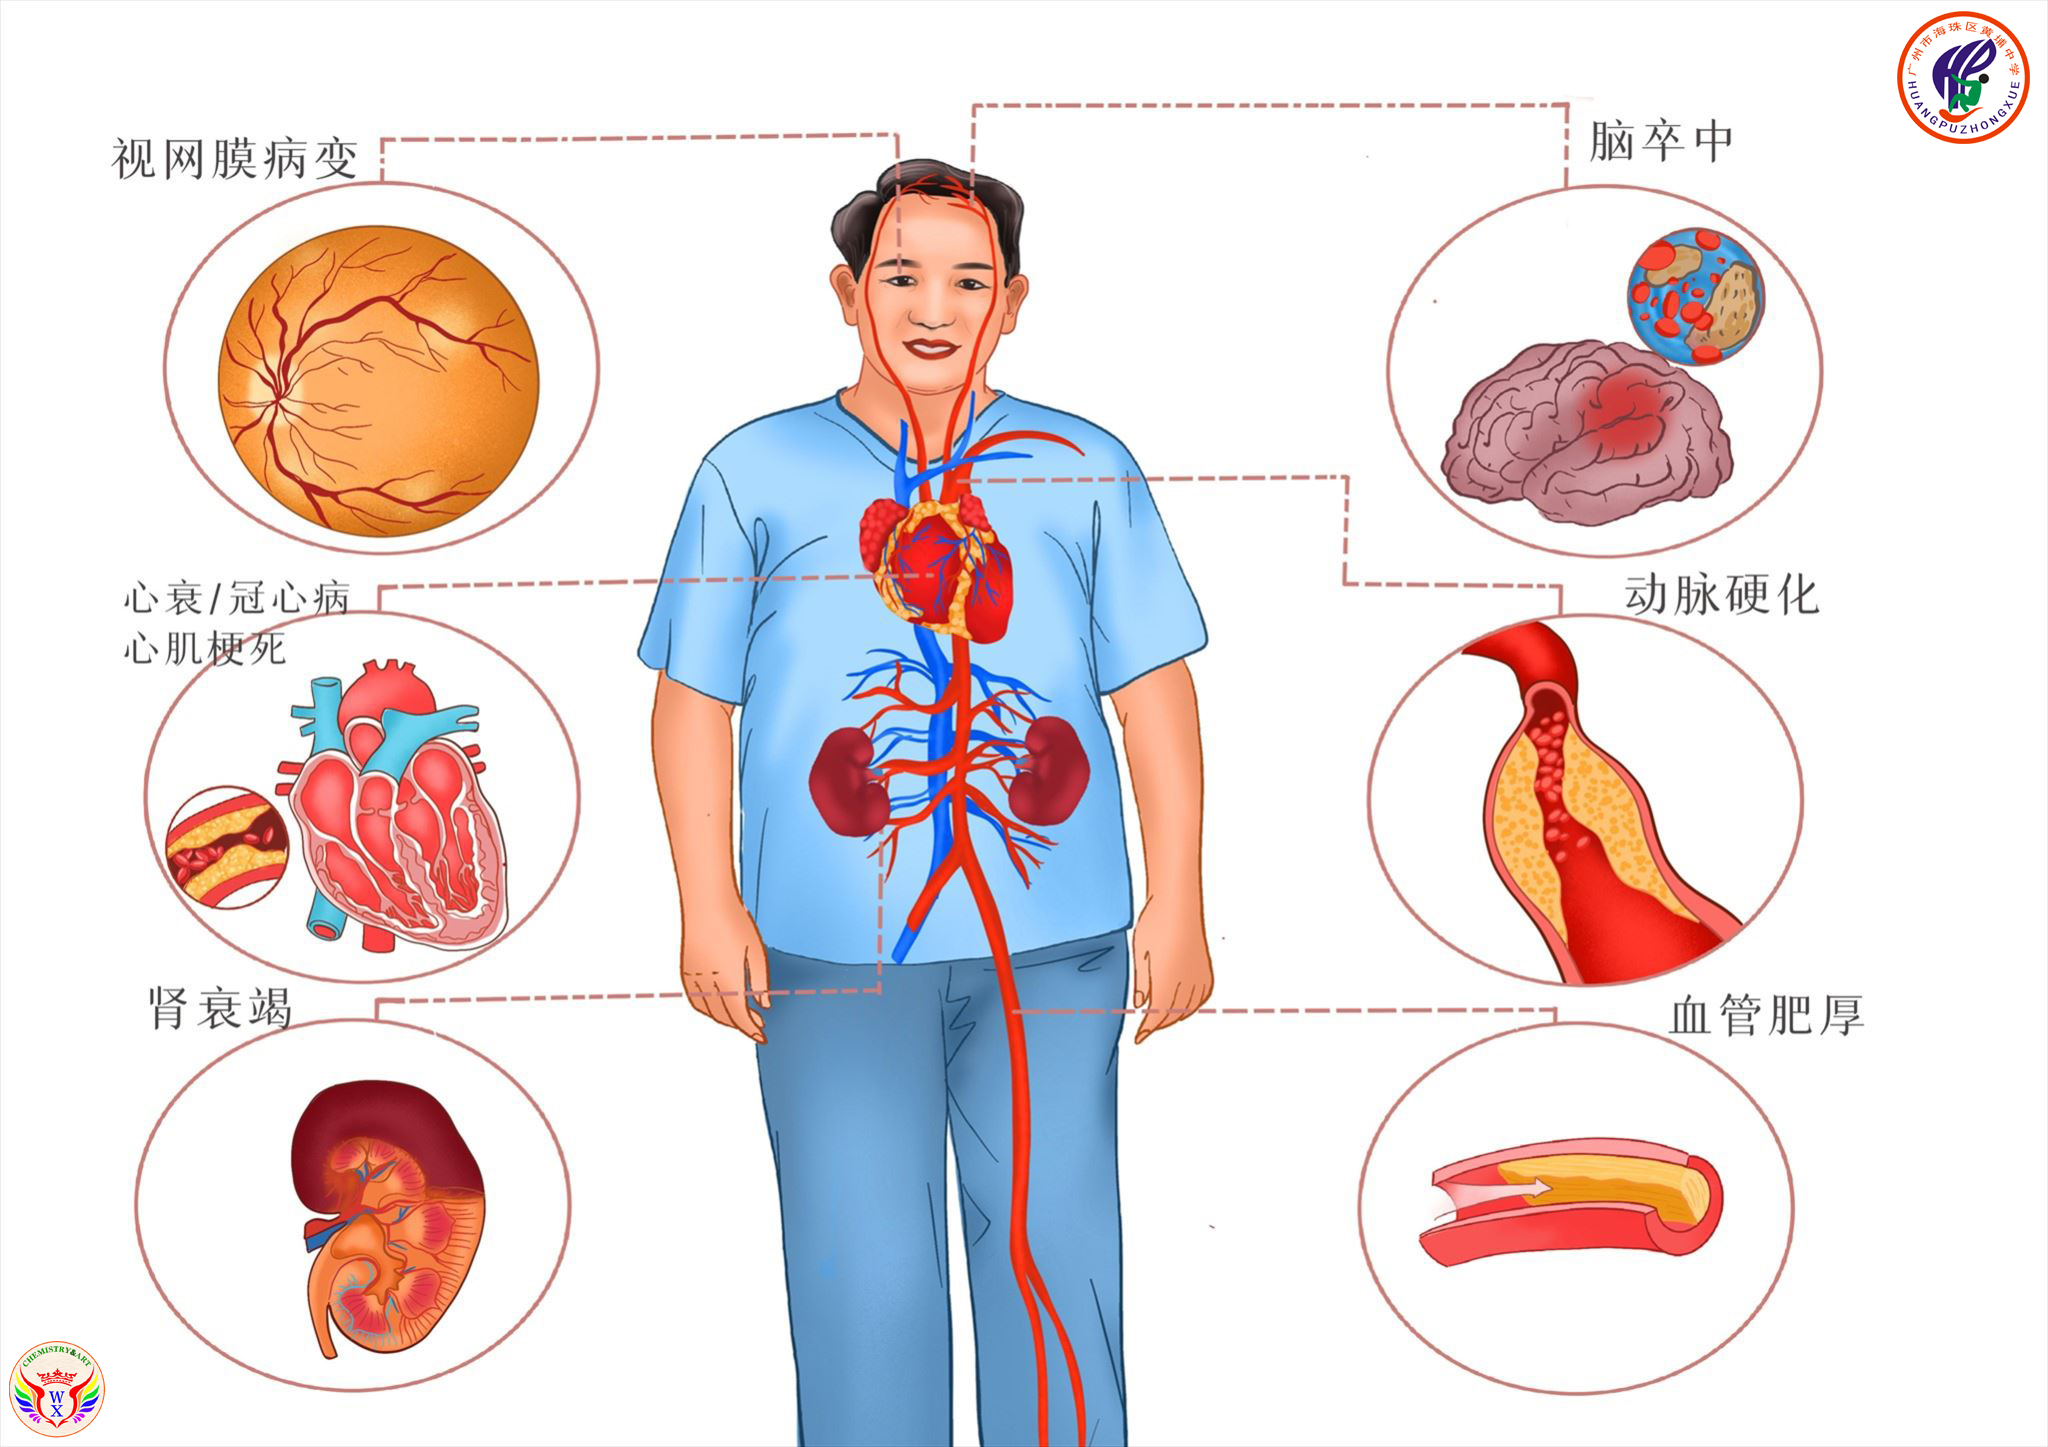 视网膜病变
脑卒中
心衰/冠心病
心肌梗死
动脉硬化
肾衰竭
血管肥厚
广州市海珠区黄埔中学
HUANGPUZHONGXUE
CHEMISTRY&ART
W
X